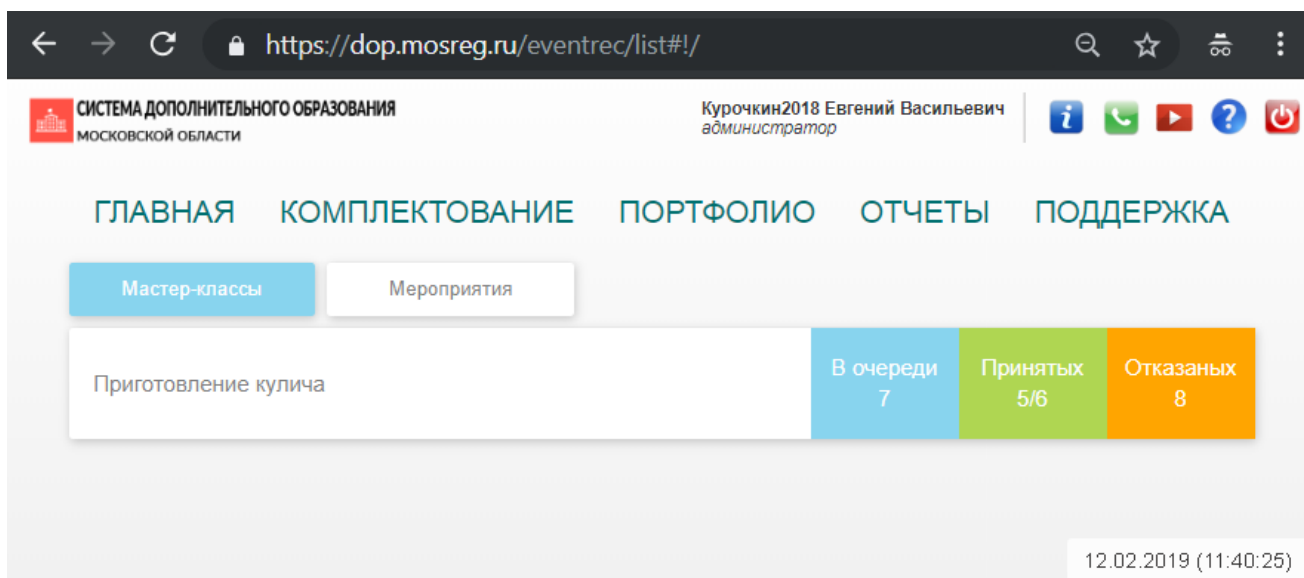 https://dop.mosreg.ru/eventrec/list#!/
СИСТЕМА ДОПОЛНИТЕЛЬНОГО ОБРАЗОВАНИЯ
МОСКОВСКОЙ ОБЛАСТИ
Курочкин2018 Евгений Васильевич
администратор
ГЛАВНАЯ КОМПЛЕКТОВАНИЕ ПОРТФОЛИО ОТЧЕТЫ ПОДДЕРЖКА
Мастер-классы Мероприятия
Приготовление кулича
В очереди
7
Принятых
5/6
Отказаных
8
12.02.2019 (11:40:25)